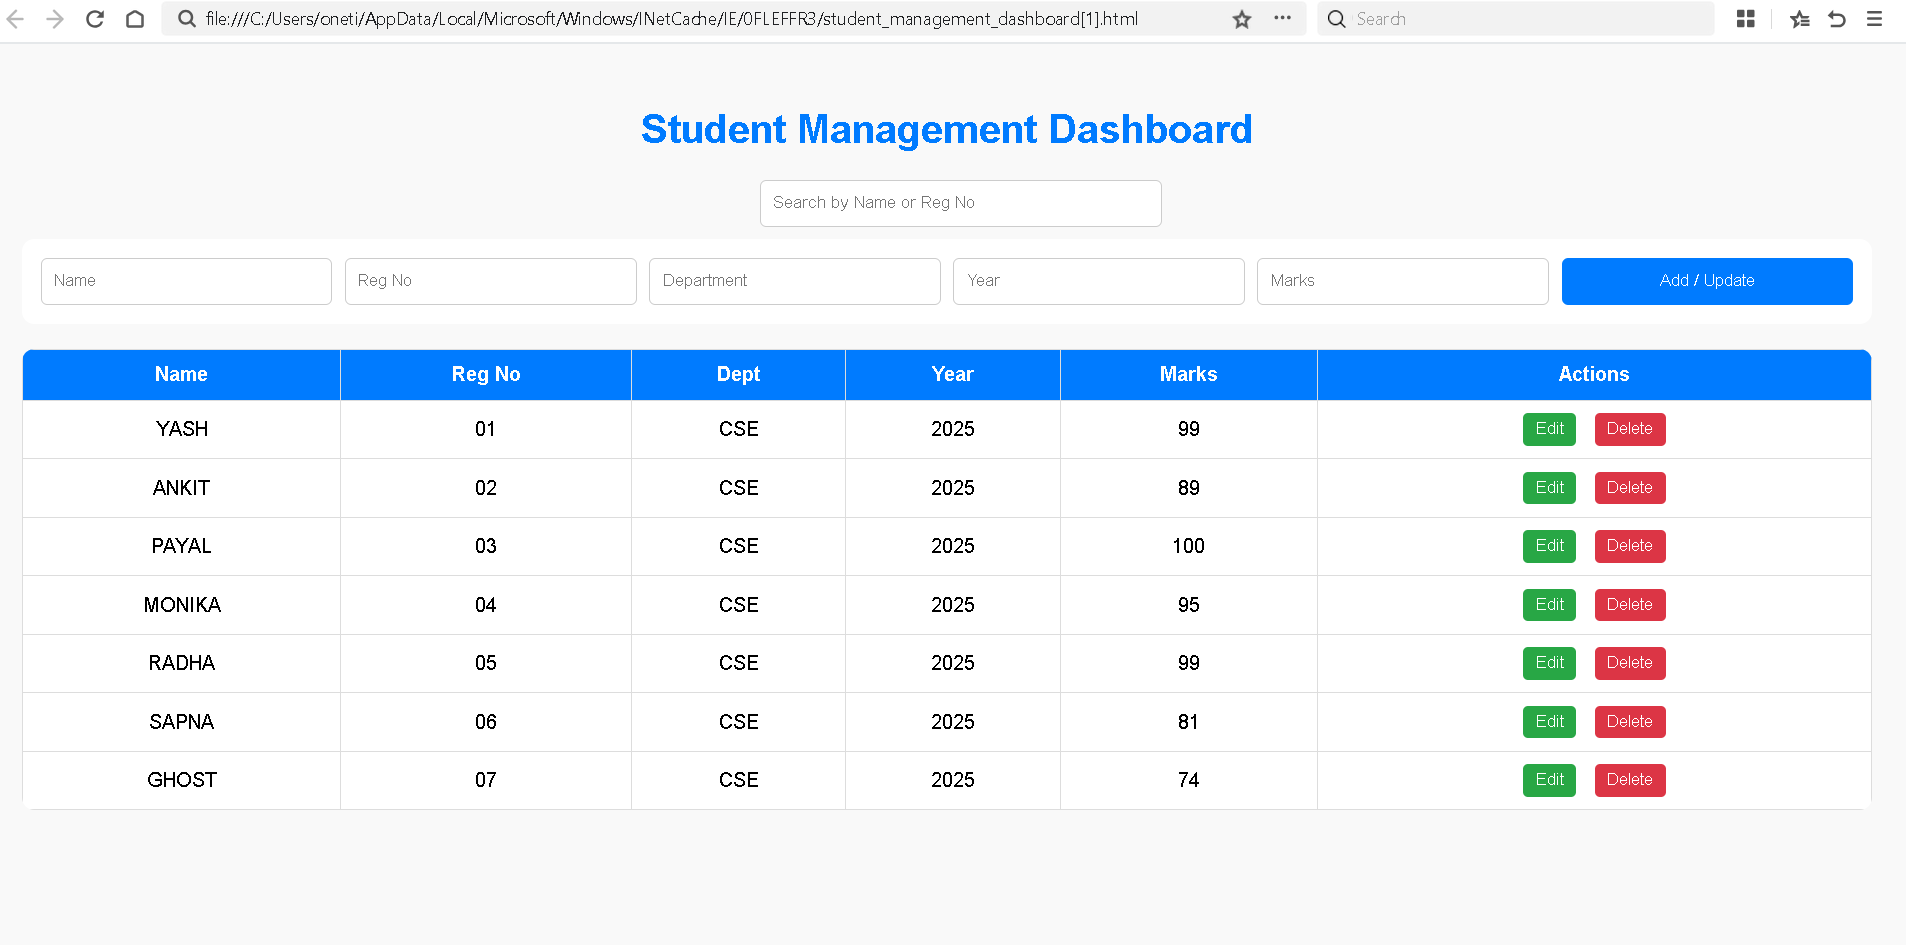 file:///C:/Users/oneti/AppData/Local/Microsoft/Windows/INetCache/IE/0FLEFFR3/student_management_dashboard[1].html Search
Student Management Dashboard
Search by Name or Reg No
Name Reg No Department Year Marks Add / Update
Name Reg No Dept Year Marks Actions
YASH 01 CSE 2025 99 Edit Delete
ANKIT 02 CSE 2025 89 Edit Delete
PAYAL 03 CSE 2025 100 Edit Delete
MONIKA 04 CSE 2025 95 Edit Delete
RADHA 05 CSE 2025 99 Edit Delete
SAPNA 06 CSE 2025 81 Edit Delete
GHOST 07 CSE 2025 74 Edit Delete